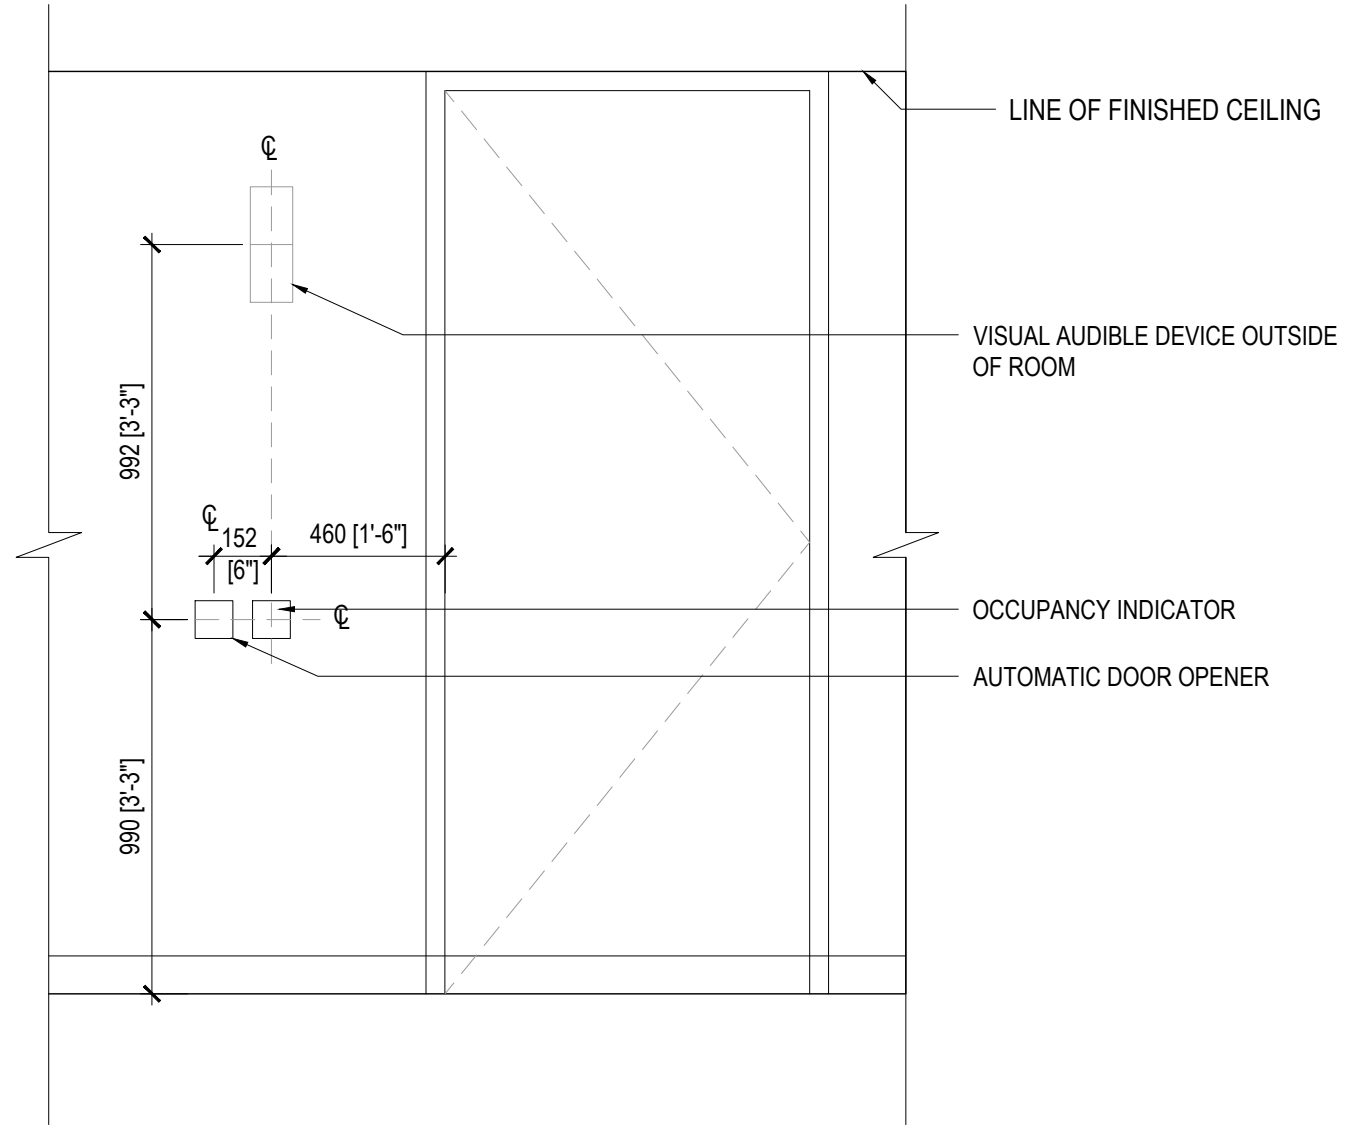 LINE OF FINISHED CEILING
℄
VISUAL AUDIBLE DEVICE OUTSIDE
OF ROOM
992 [3'-3"]
℄
152
[6"]
460 [1'-6"]
℄
OCCUPANCY INDICATOR
AUTOMATIC DOOR OPENER
990 [3'-3"]